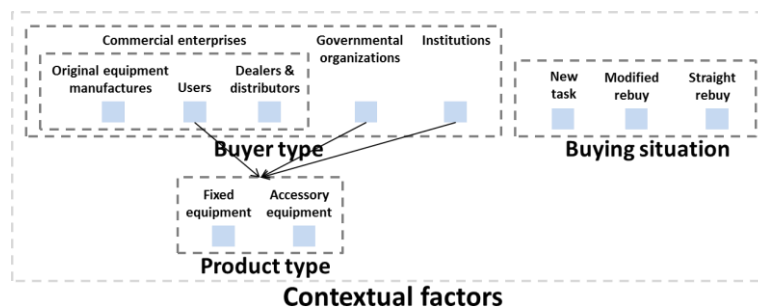 Commercial enterprises
Governmental
organizations
Institutions
Original equipment
manufactures
Users
Dealers &
distributors
Buyer type
New
task
Modified
rebuy
Straight
rebuy
Buying situation
Fixed
equipment
Accessory
equipment
Product type
Contextual factors